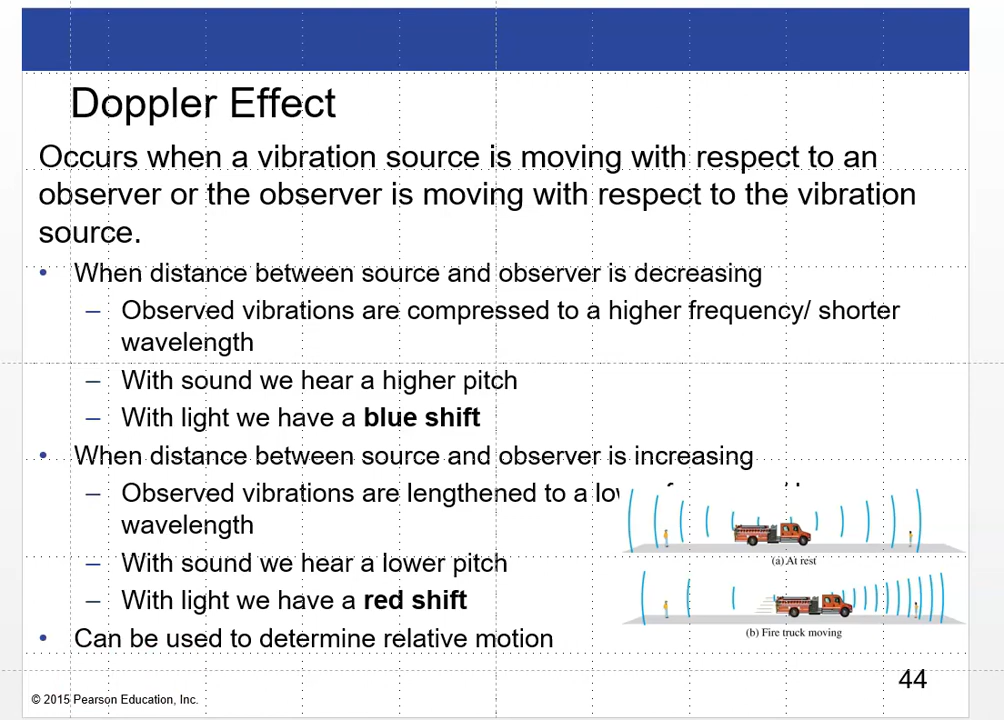 Doppler Effect
Occurs when a vibration source is moving with respect to an
observer or the observer is moving with respect to the vibration
source.
• When distance between source and observer is decreasing
– Observed vibrations are compressed to a higher frequency/ shorter
wavelength
– With sound we hear a higher pitch
– With light we have a blue shift
• When distance between source and observer is increasing
– Observed vibrations are lengthened to a
wavelength
– With sound we hear a lower pitch
– With light we have a red shift
• Can be used to determine relative motion
(a) At rest
(b) Fire truck moving
44
© 2015 Pearson Education, Inc.